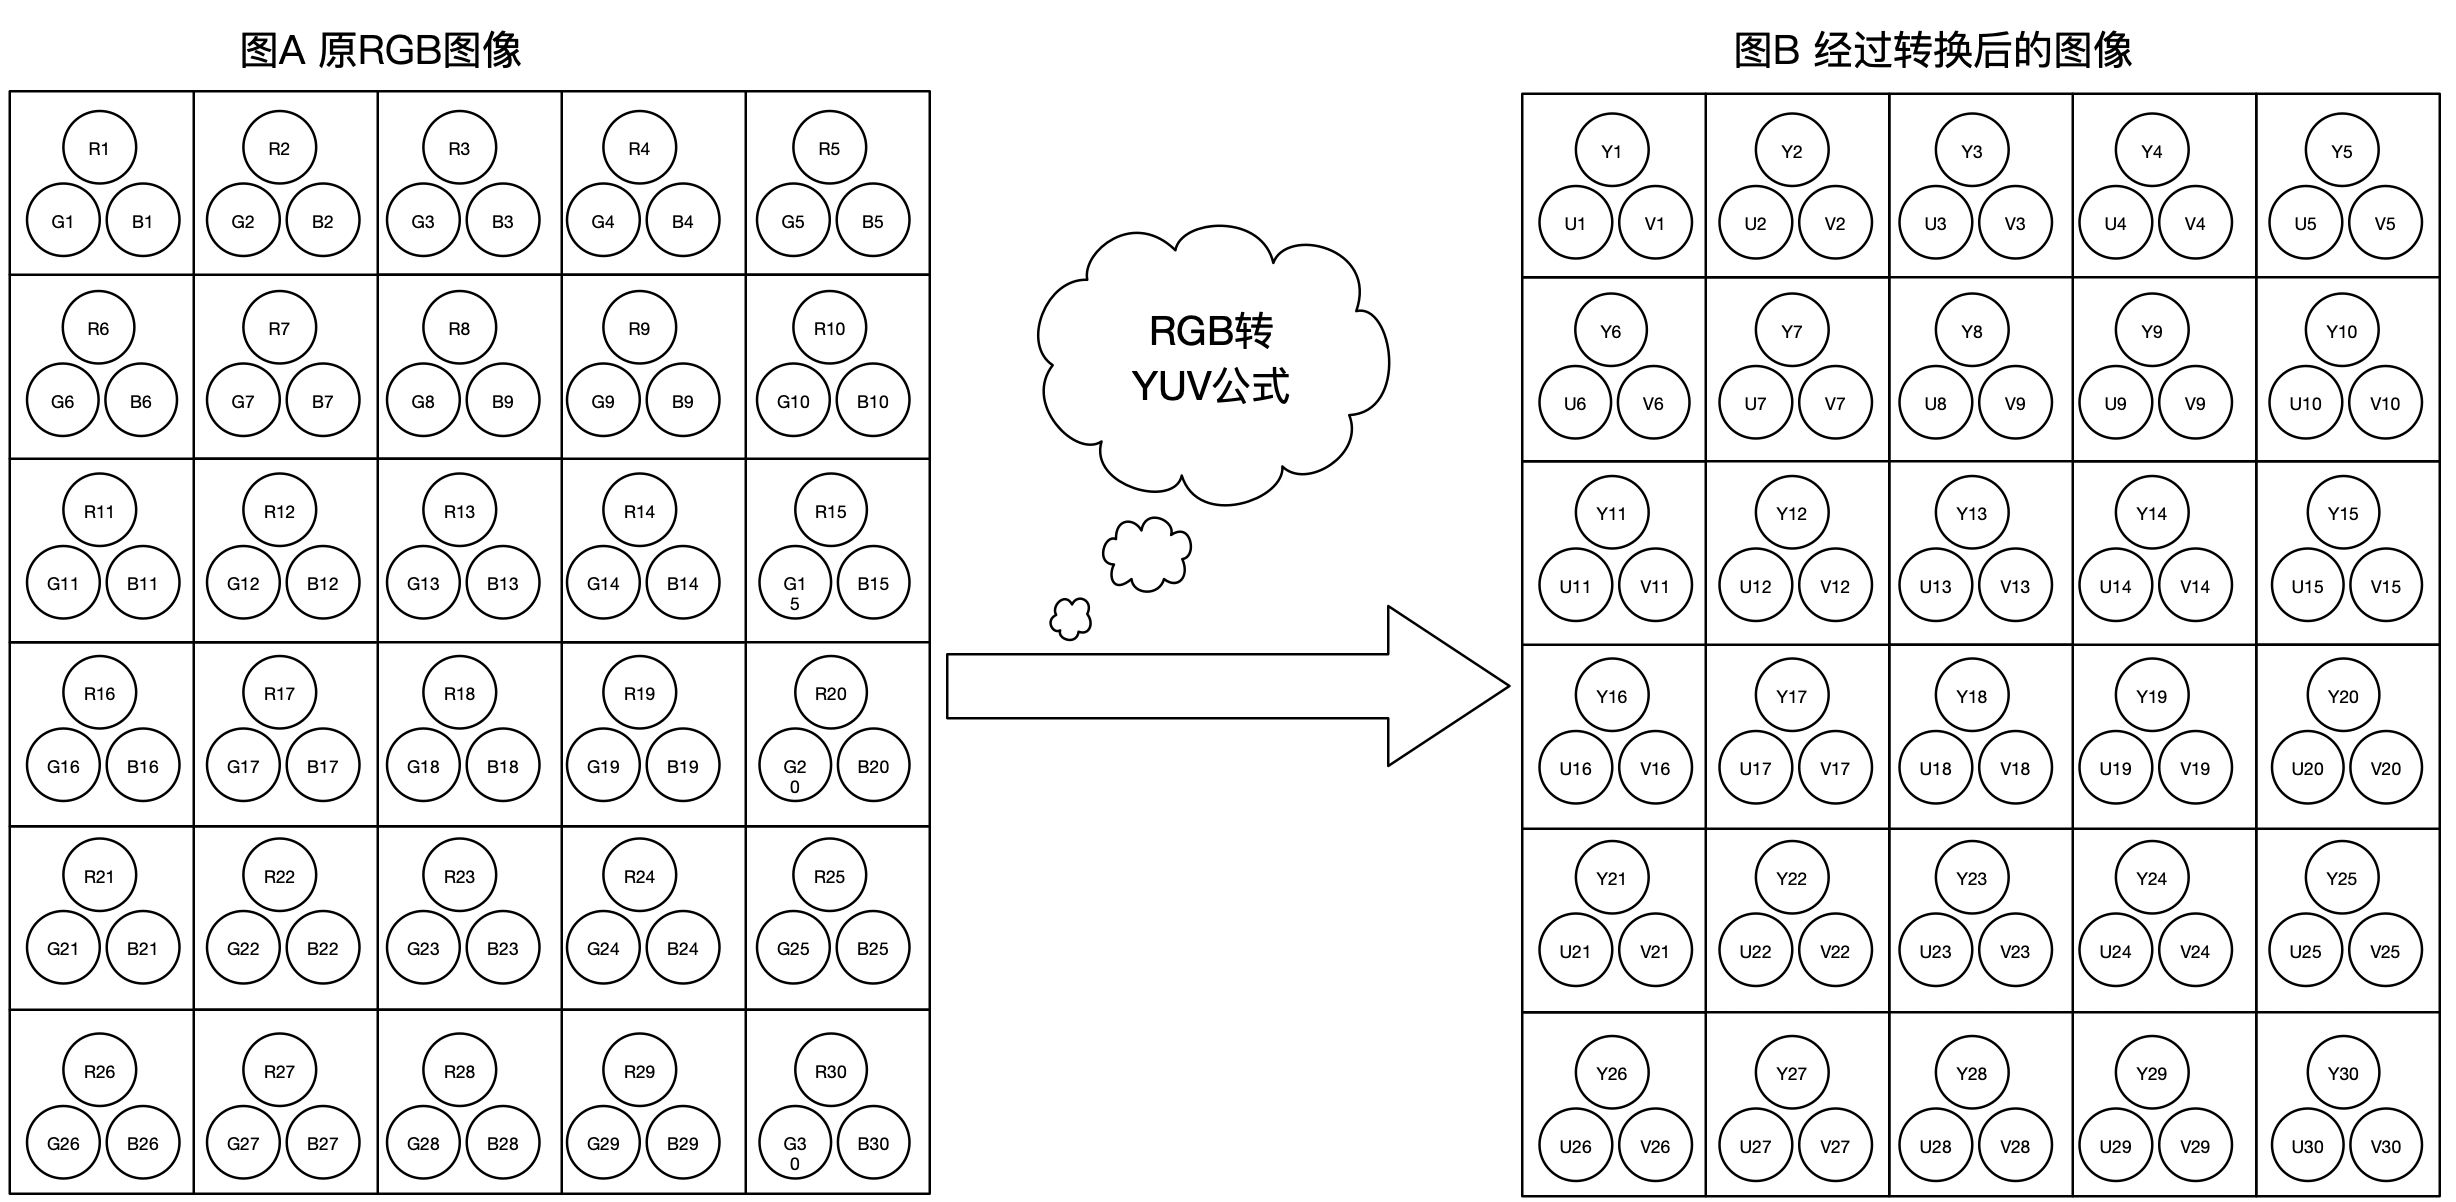 图A 原RGB图像
R1 R2 R3 R4 R5
G1 B1 G2 B2 G3 B3 G4 B4 G5 B5
R6 R7 R8 R9 R10
G6 B6 G7 B7 G8 B9 G9 B9 G10 B10
R11 R12 R13 R14 R15
G11 B11 G12 B12 G13 B13 G14 B14 G1 B15
5
R16 R17 R18 R19 R20
G16 B16 G17 B17 G18 B18 G19 B19 G2 B20
0
R21 R22 R23 R24 R25
G21 B21 G22 B22 G23 B23 G24 B24 G25 B25
R26 R27 R28 R29 R30
G26 B26 G27 B27 G28 B28 G29 B29 G3 B30
0
RGB转
YUV公式
图B 经过转换后的图像
Y1 Y2 Y3 Y4 Y5
U1 V1 U2 V2 U3 V3 U4 V4 U5 V5
Y6 Y7 Y8 Y9 Y10
U6 V6 U7 V7 U8 V9 U9 V9 U10 V10
Y11 Y12 Y13 Y14 Y15
U11 V11 U12 V12 U13 V13 U14 V14 U15 V15
Y16 Y17 Y18 Y19 Y20
U16 V16 U17 V17 U18 V18 U19 V19 U20 V20
Y21 Y22 Y23 Y24 Y25
U21 V21 U22 V22 U23 V23 U24 V24 U25 V25
Y26 Y27 Y28 Y29 Y30
U26 V26 U27 V27 U28 V28 U29 V29 U30 V30